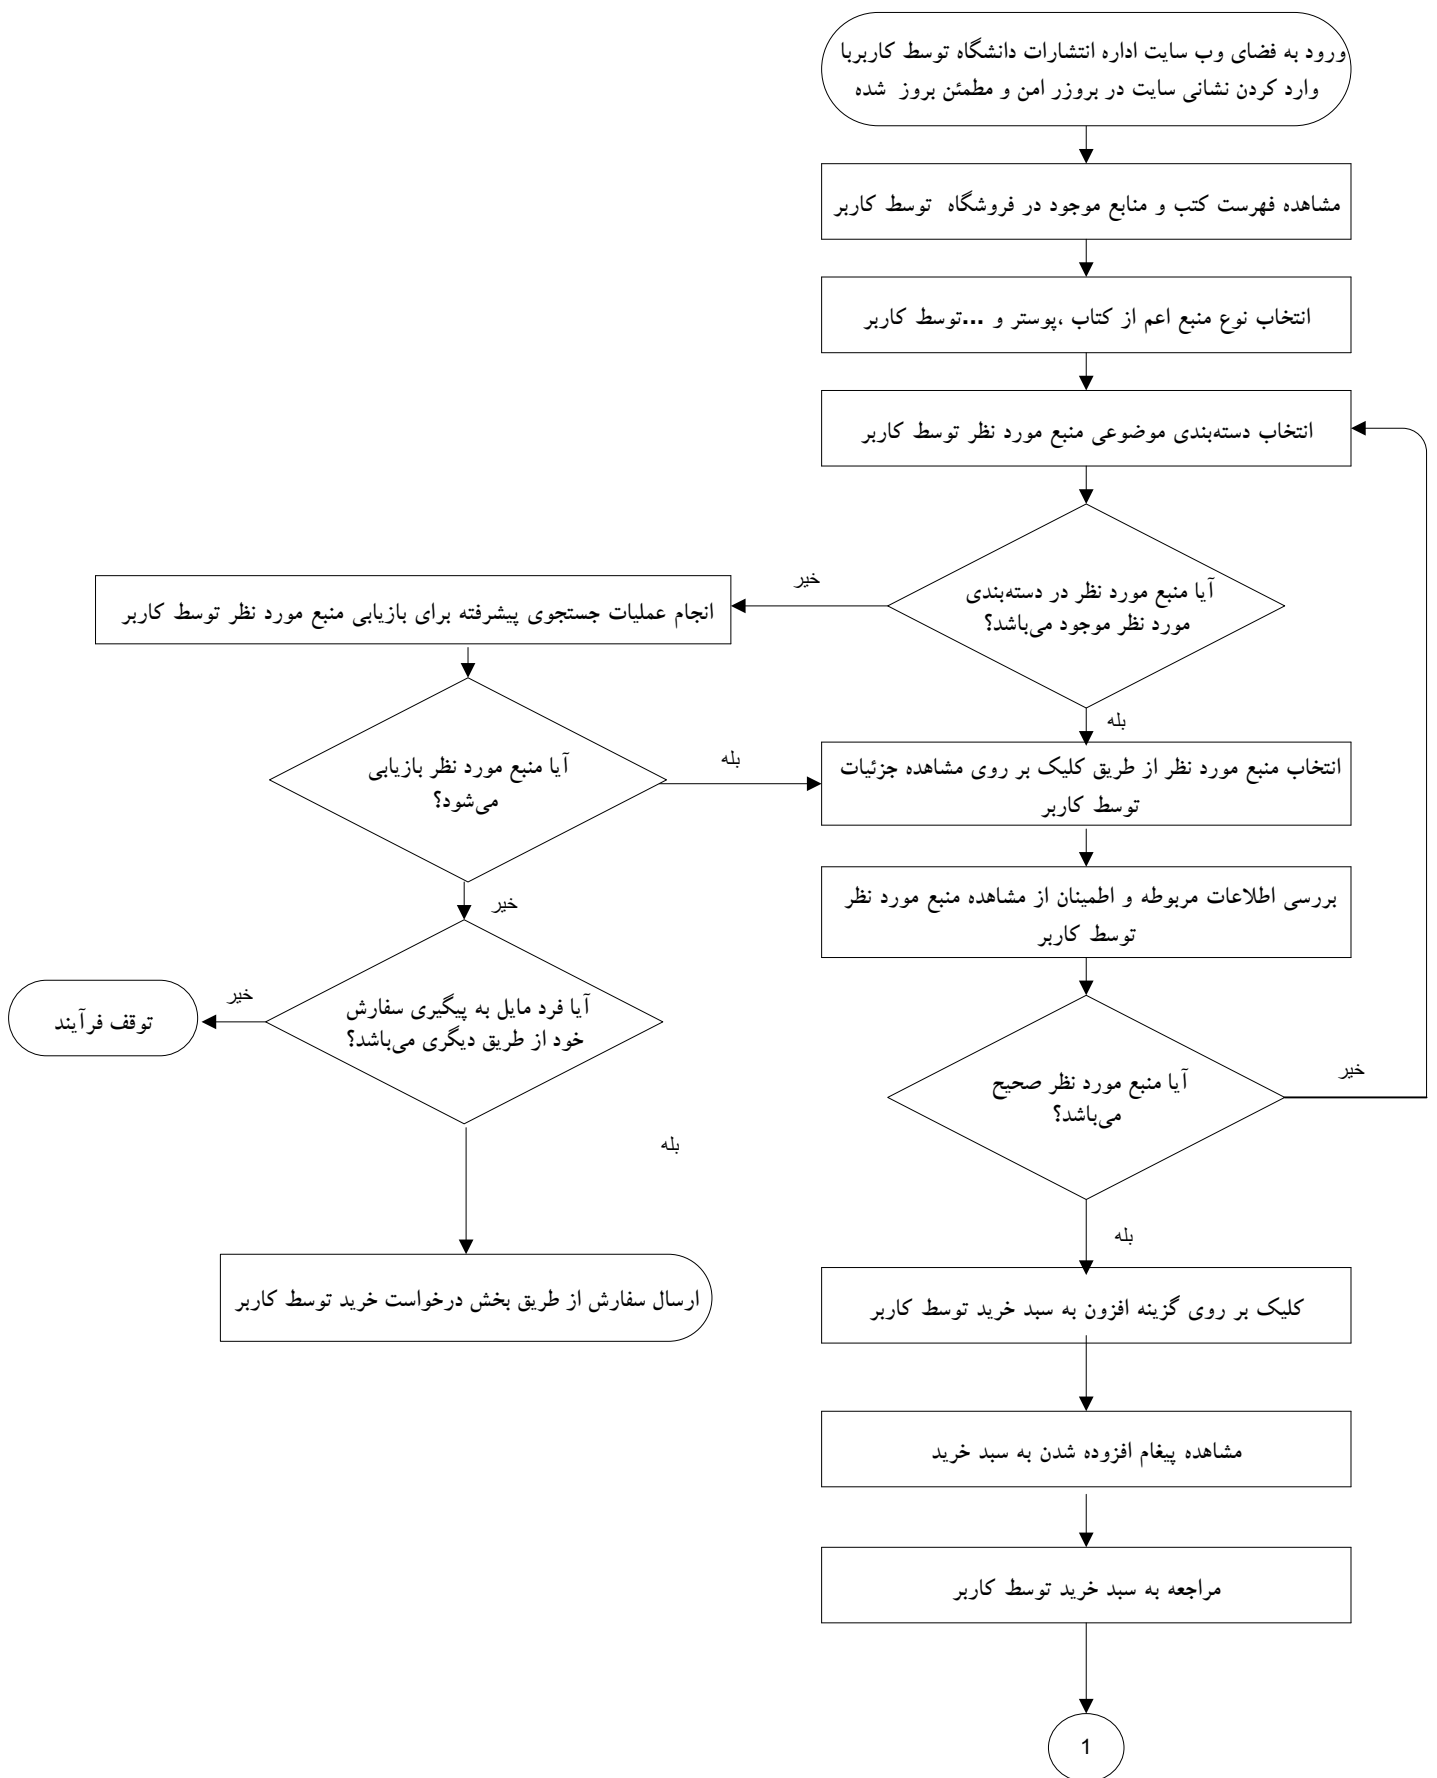 ورود به فضای وب سایت اداره انتشارات دانشگاه توسط کاربربا
وارد کردن نشانی سایت در بروزر امن و مطمئن بروز شده
مشاهده فهرست کتب و منابع موجود در فروشگاه توسط کاربر
انتخاب نوع منبع اعم از کتاب ،پوستر و ...توسط کاربر
انتخاب دسته‌بندی موضوعی منبع مورد نظر توسط کاربر
آیا منبع مورد نظر در دسته‌بندی
مورد نظر موجود می‌باشد؟
خیر
انجام عملیات جستجوی پیشرفته برای بازیابی منبع مورد نظر توسط کاربر
بله
آیا منبع مورد نظر بازیابی
می‌شود؟
بله
انتخاب منبع مورد نظر از طریق کلیک بر روی مشاهده جزئیات
توسط کاربر
بررسی اطلاعات مربوطه و اطمینان از مشاهده منبع مورد نظر
توسط کاربر
خیر
آیا فرد مایل به پیگیری سفارش
خود از طریق دیگری می‌باشد؟
خیر
توقف فرآیند
آیا منبع مورد نظر صحیح
می‌باشد؟
خیر
بله
ارسال سفارش از طریق بخش درخواست خرید توسط کاربر
بله
کلیک بر روی گزینه افزون به سبد خرید توسط کاربر
مشاهده پیغام افزوده شدن به سبد خرید
مراجعه به سبد خرید توسط کاربر
1